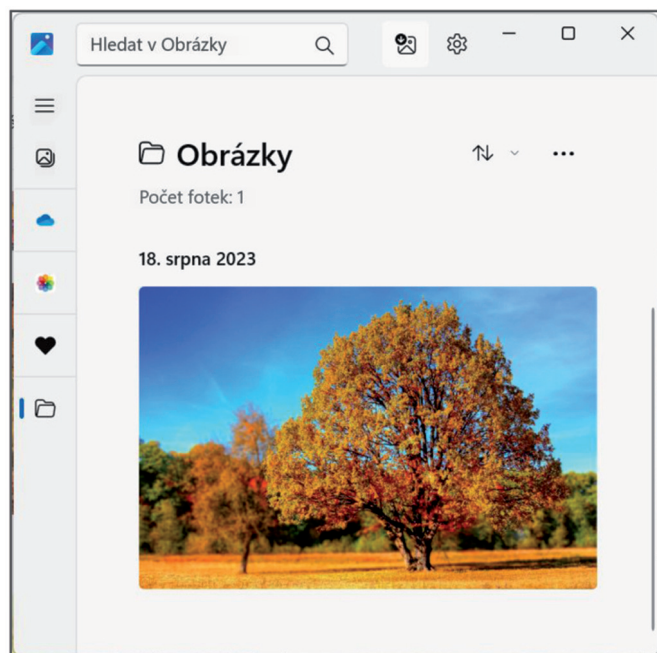 Hledat v Obrázky
Obrázky
Počet fotek: 1
18. srpna 2023